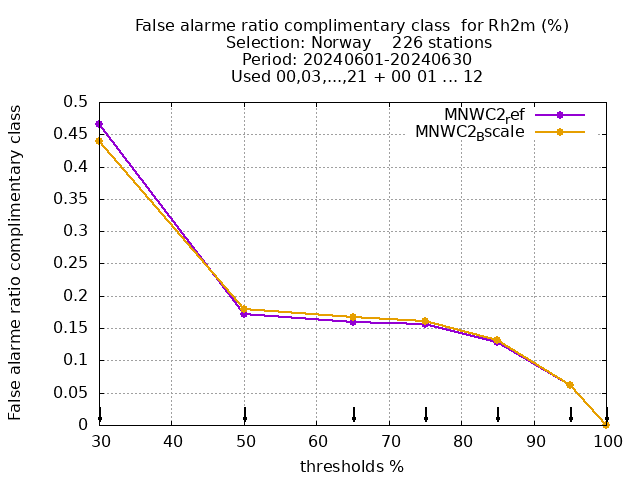 False alarme ratio complimentary class  for Rh2m (%)
Selection: Norway    226 stations
Period: 20240601-20240630
Used 00,03,...,21 + 00 01 ... 12
False alarme ratio complimentary class
0.5
0.45
0.4
0.35
0.3
0.25
0.2
0.15
0.1
0.05
0
MNWC2ref
MNWC2Bscale
30 40 50 60 70 80 90 100
thresholds %